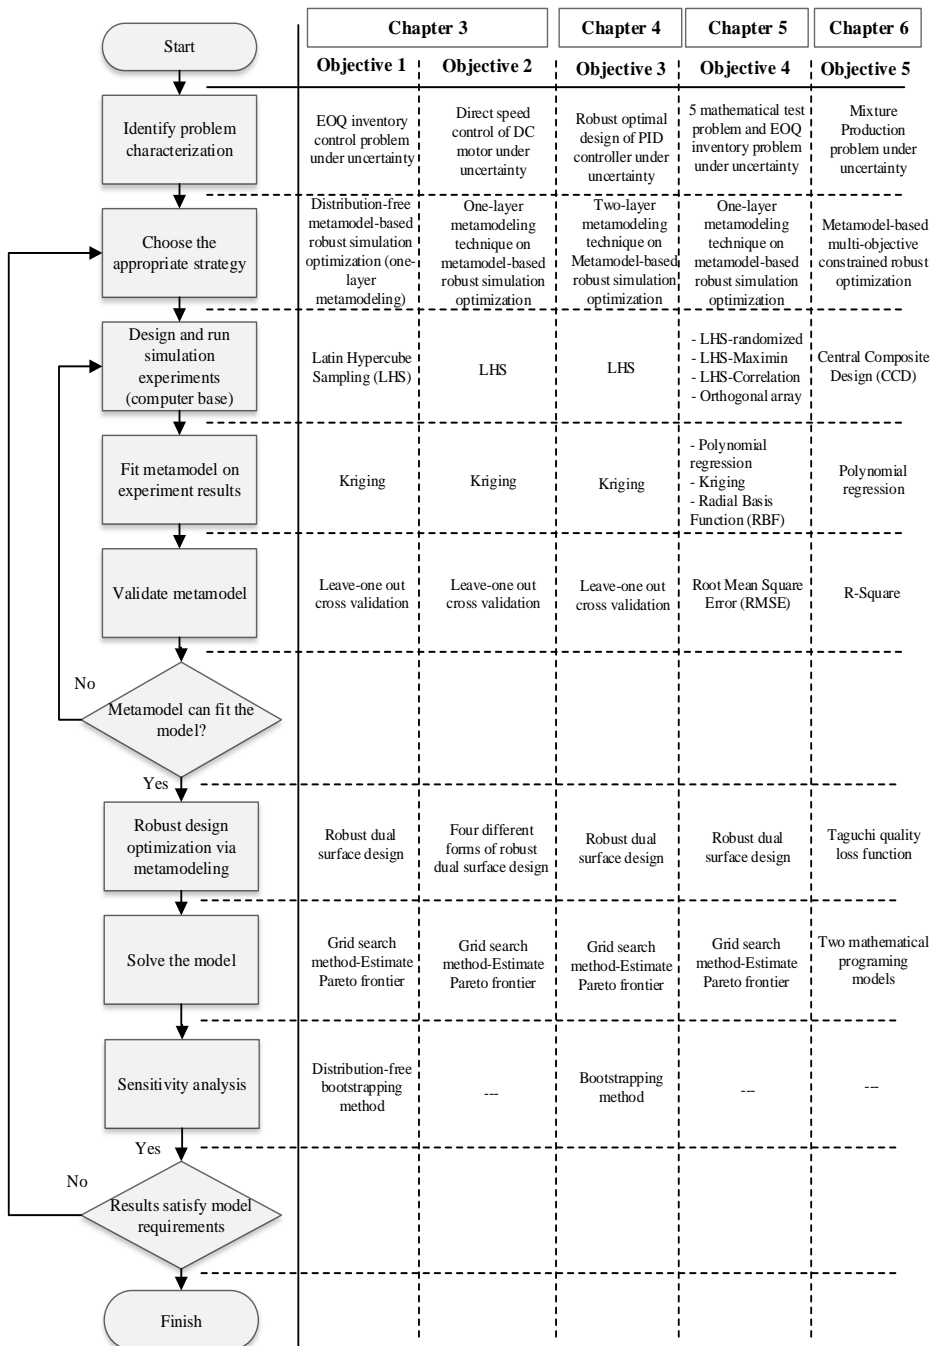 Start
Chapter 3
Chapter 4
Chapter 5
Chapter 6
Objective 1
Objective 2
Objective 3
Objective 4
Objective 5
Identify problem
characterization
EOQ inventory
control problem
under uncertainty
Direct speed
control of DC
motor under
uncertainty
Robust optimal
design of PID
controller under
uncertainty
5 mathematical test
problem and EOQ
inventory problem
under uncertainty
Mixture
Production
problem under
uncertainty
Choose the
appropriate strategy
Distribution-free
metamodel-based
robust simulation
optimization (one-
layer metamodeling)
One-layer
metamodeling
technique on
metamodel-based
robust simulation
optimization
Two-layer
metamodeling
technique on
Metamodel-based
robust simulation
optimization
One-layer
metamodeling
technique on
metamodel-based
robust simulation
optimization
Metamodel-based
multi-objective
constrained robust
optimization
Design and run
simulation
experiments
(computer base)
Latin Hypercube
Sampling (LHS)
LHS
LHS
- LHS-randomized
- LHS-Maximin
- LHS-Correlation
- Orthogonal array
Central Composite
Design (CCD)
Fit metamodel on
experiment results
Kriging
Kriging
Kriging
- Polynomial
regression
- Kriging
- Radial Basis
Function (RBF)
Polynomial
regression
Validate metamodel
Leave-one out
cross validation
Leave-one out
cross validation
Leave-one out
cross validation
Root Mean Square
Error (RMSE)
R-Square
No
Metamodel can fit the
model?
Yes
Robust design
optimization via
metamodeling
Robust dual
surface design
Four different
forms of robust
dual surface design
Robust dual
surface design
Robust dual
surface design
Taguchi quality
loss function
Solve the model
Grid search
method-Estimate
Pareto frontier
Grid search
method-Estimate
Pareto frontier
Grid search
method-Estimate
Pareto frontier
Grid search
method-Estimate
Pareto frontier
Two mathematical
programing
models
Sensitivity analysis
Distribution-free
bootstrapping
method
---
Bootstrapping
method
---
---
Yes
No
Results satisfy model
requirements
Finish